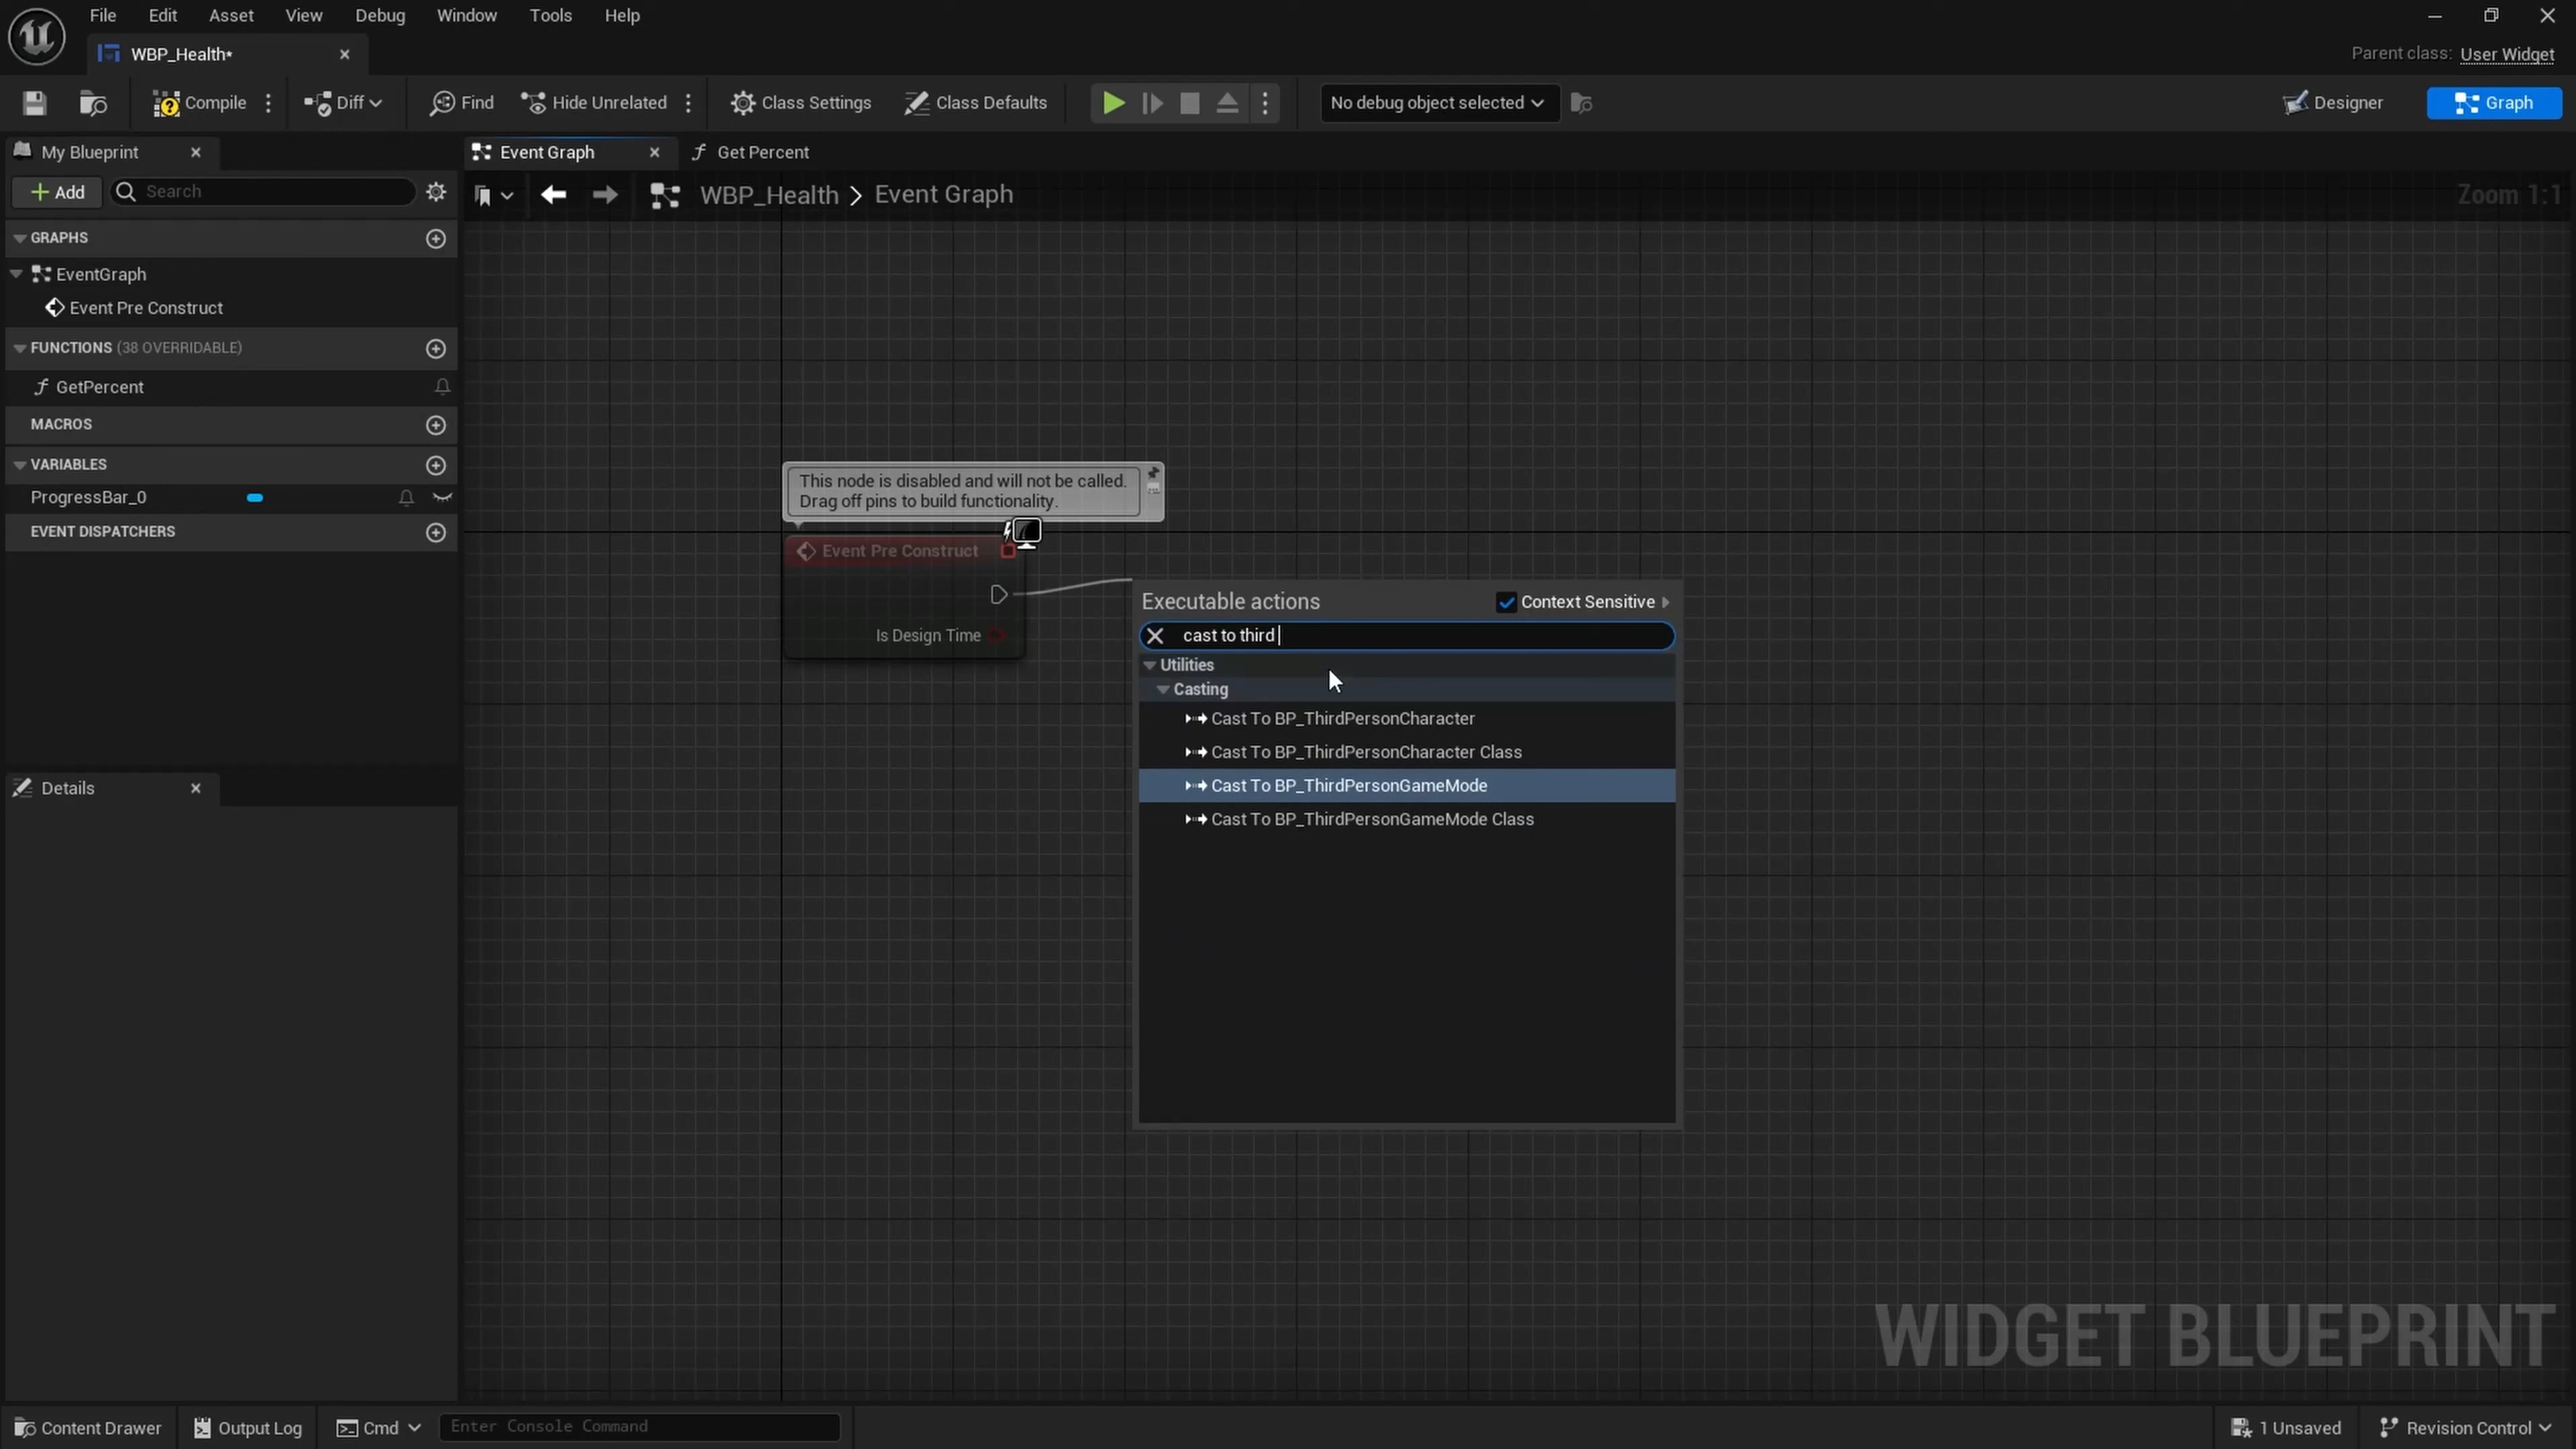 File Edit Asset View Debug Window Tools Help
WBP_Health*
Parent class: User Widget
Compile Diff Find Hide Unrelated Class Settings Class Defaults No debug object selected Designer Graph
My Blueprint
Event Graph Get Percent
Add Search
WBP_Health > Event Graph
Zoom 1:1
GRAPHS
EventGraph
Event Pre Construct
FUNCTIONS (38 OVERRIDABLE)
GetPercent
MACROS
VARIABLES
ProgressBar_0
EVENT DISPATCHERS
This node is disabled and will not be called.
Drag off pins to build functionality.
Event Pre Construct
Is Design Time
Executable actions Context Sensitive
cast to third
Utilities
Casting
Cast To BP_ThirdPersonCharacter
Cast To BP_ThirdPersonCharacter Class
Cast To BP_ThirdPersonGameMode
Cast To BP_ThirdPersonGameMode Class
Details
WIDGET BLUEPRINT
Content Drawer Output Log Cmd Enter Console Command 1 Unsaved Revision Control